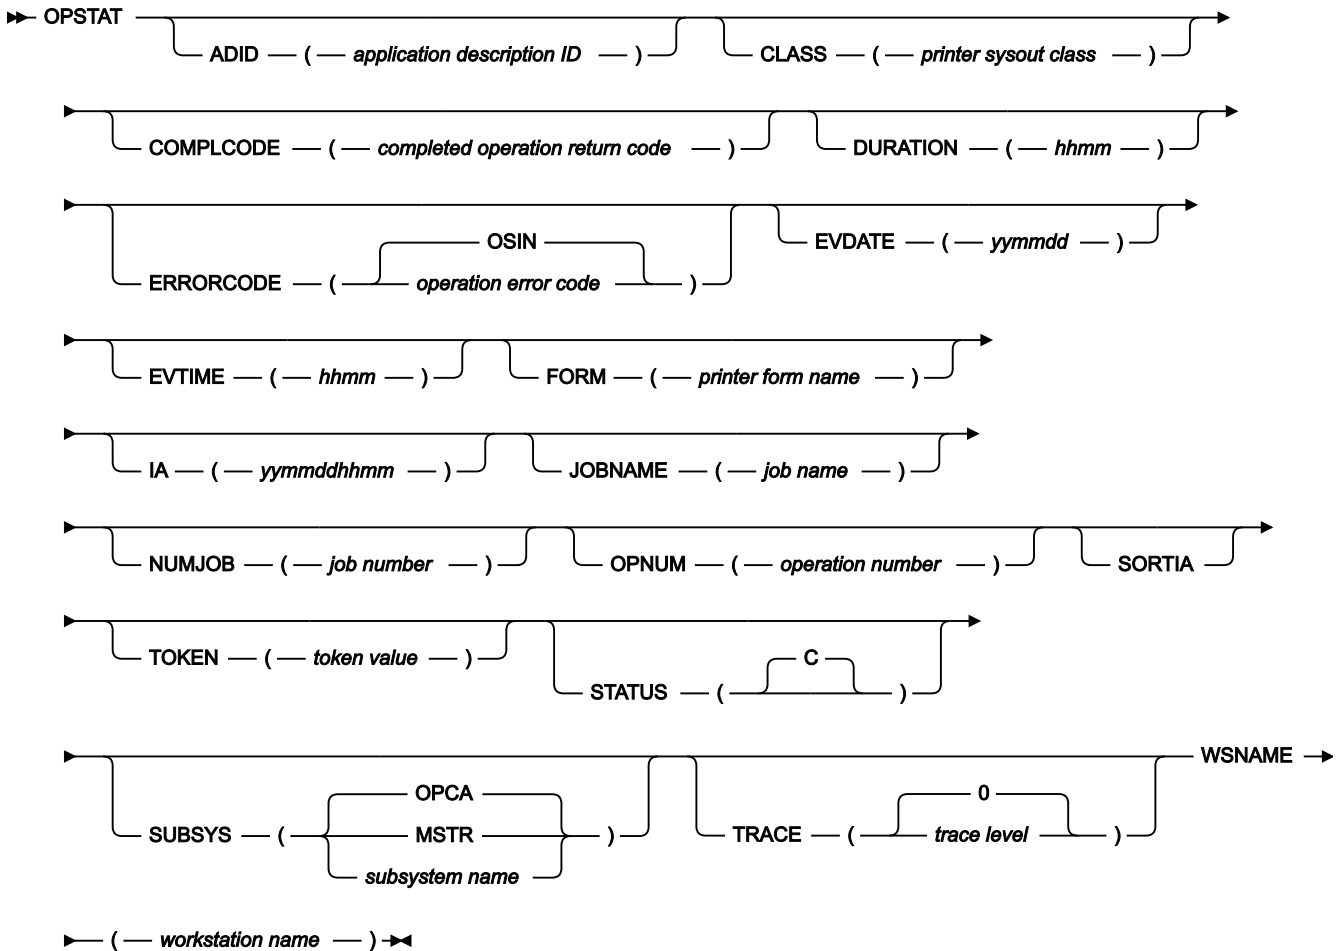 OPSTAT
ADID ( application description ID ) CLASS ( printer sysout class )
COMPLCODE ( completed operation return code ) DURATION ( hhmm )
OSIN EVDATE ( yymmdd )
ERRORCODE ( operation error code )
EVTIME ( hhmm ) FORM ( printer form name )
IA ( yymmddhhmm ) JOBNAME ( job name )
NUMJOB ( job number ) OPNUM ( operation number ) SORTIA
TOKEN ( token value ) C
STATUS ( )
WSNAME
OPCA 0
SUBSYS ( MSTR ) TRACE ( trace level )
subsystem name
( workstation name )